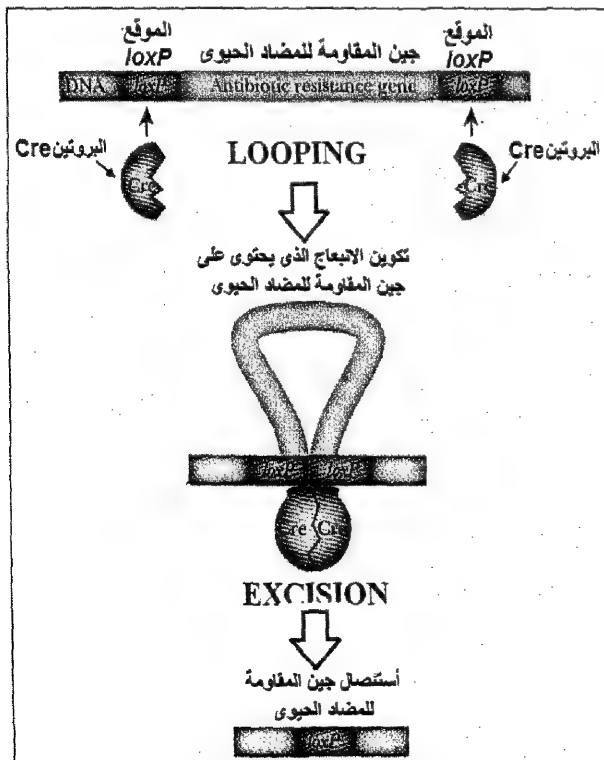 الموقع
loxP
جين المقاومة للمضاد الحيوى
الموقع
loxP
DNA loxP Antibiotic resistance gene loxP
البروتين Cre
Cre
LOOPING
Cre
البروتين Cre
تكوين الانبعاج الذى يحتوى على
جين المقاومة للمضاد الحيوى
loxP loxP
Cre Cre
EXCISION
أستئصال جين المقاومة
للمضاد الحيوى
loxP